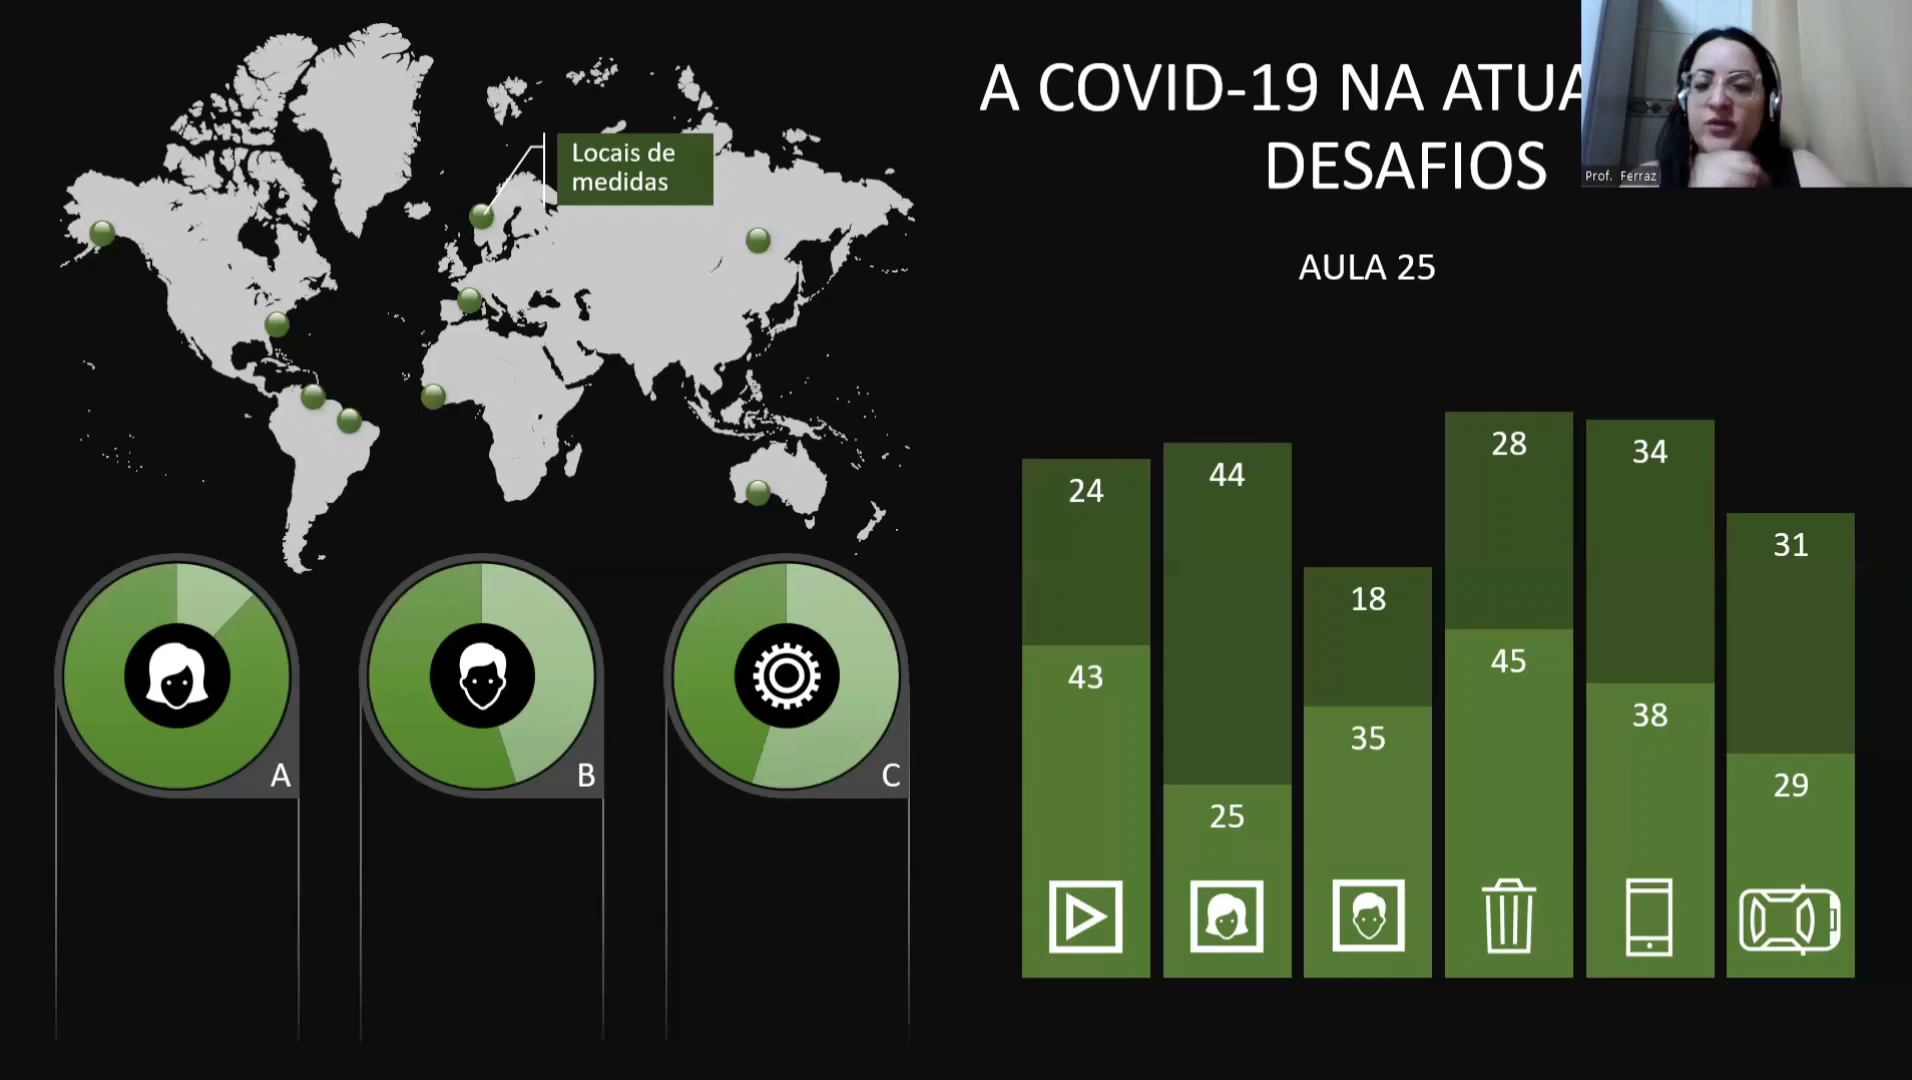 A COVID-19 NA
DESAFIOS
Prof. Ferraz
Locais de
medidas
AULA 25
24
44
18
28
34
31
43
25
35
45
38
29
A
B
C